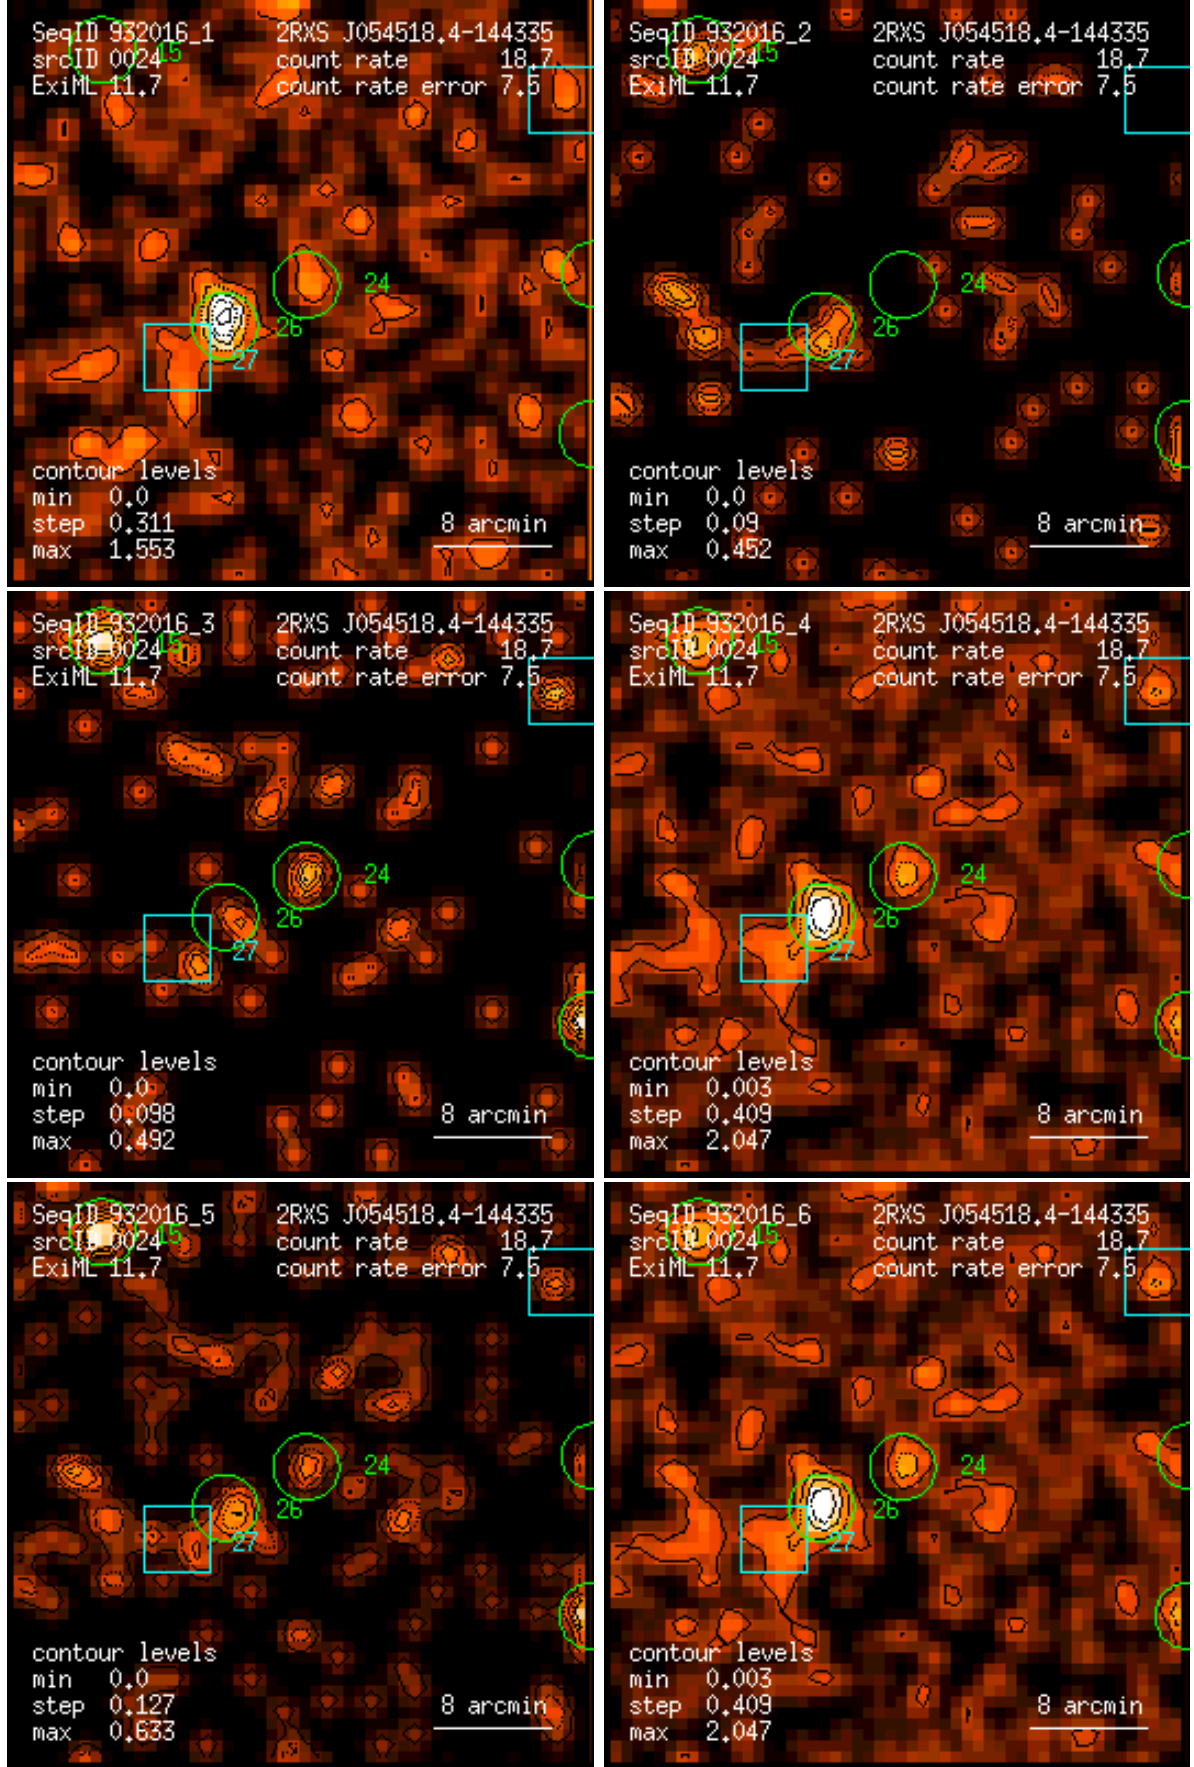 SeqID 932016_1 2RXS J054518.4-144335
srcID 0024 15 count rate 18.7
ExiML 11.7 count rate error 7.5
24
26
27
contour levels
min 0.0
step 0.311 8 arcmin
max 1.553
SeqID 932016_2 2RXS J054518.4-144335
srcID 0024 15 count rate 18.7
ExiML 11.7 count rate error 7.5
24
26
27
contour levels
min 0.0
step 0.09 8 arcmin
max 0.452
SeqID 932016_3 2RXS J054518.4-144335
srcID 0024 15 count rate 18.7
ExiML 11.7 count rate error 7.5
24
26
27
contour levels
min 0.0
step 0.098 8 arcmin
max 0.492
SeqID 932016_4 2RXS J054518.4-144335
srcID 0024 15 count rate 18.7
ExiML 11.7 count rate error 7.5
24
26
27
contour levels
min 0.003
step 0.409 8 arcmin
max 2.047
SeqID 932016_5 2RXS J054518.4-144335
srcID 0024 15 count rate 18.7
ExiML 11.7 count rate error 7.5
24
26
27
contour levels
min 0.0
step 0.127 8 arcmin
max 0.633
SeqID 932016_6 2RXS J054518.4-144335
srcID 0024 15 count rate 18.7
ExiML 11.7 count rate error 7.5
24
26
27
contour levels
min 0.003
step 0.409 8 arcmin
max 2.047